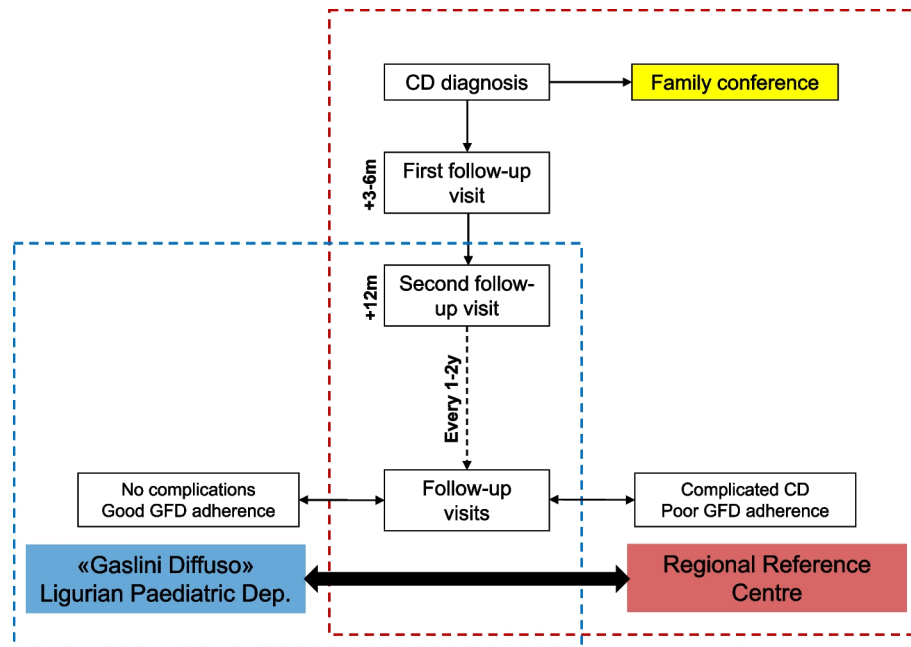 CD diagnosis
Family conference
+3-6m
First follow-up
visit
+12m
Second follow-
up visit
Every 1-2y
No complications
Good GFD adherence
Follow-up
visits
Complicated CD
Poor GFD adherence
«Gaslini Diffuso»
Ligurian Paediatric Dep.
Regional Reference
Centre